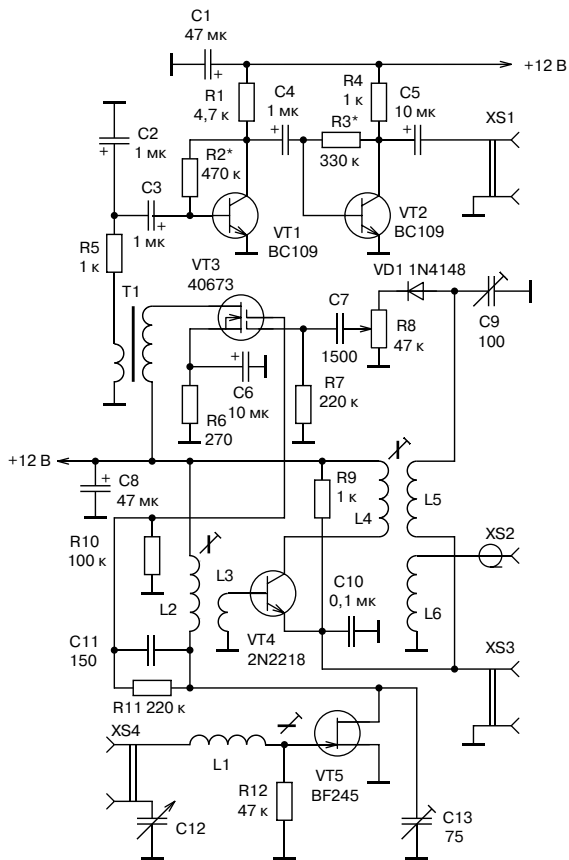 C1
47 мк
+12 В
R1
4,7 к
C4
1 мк
R4
1 к
C5
10 мк
XS1
C2
1 мк
R2*
470 к
R3*
330 к
C3
1 мк
VT1
BC109
VT2
BC109
R5
1 к
T1
VT3
40673
VD1 1N4148
C7
1500
R8
47 к
C9
100
C6
10 мк
R7
220 к
R6
270
+12 В
C8
47 мк
R9
1 к
L4
L5
R10
100 к
XS2
L2
L3
C10
0,1 мк
L6
C11
150
VT4
2N2218
XS3
R11 220 к
XS4
L1
VT5
BF245
R12
47 к
C12
C13
75